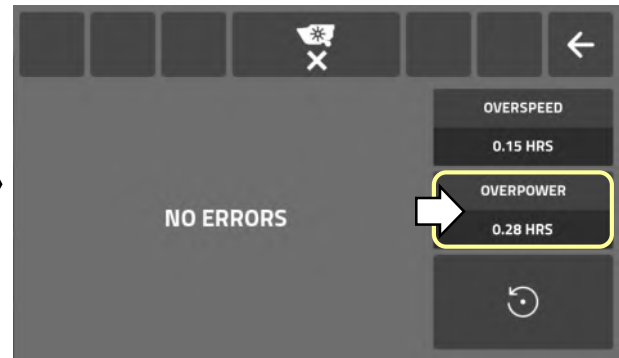 OVERSPEED
0.15 HRS
OVERPOWER
NO ERRORS
0.28 HRS